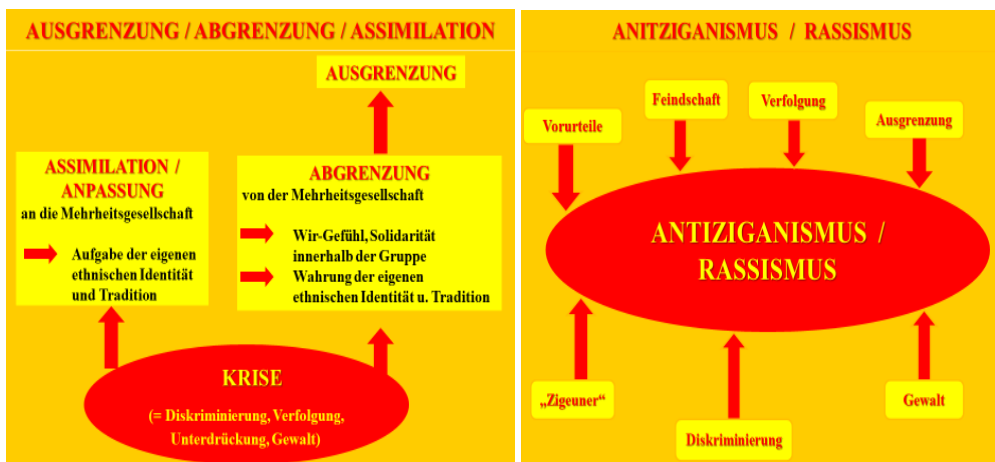 AUSGRENZUNG / ABGRENZUNG / ASSIMILATION
AUSGRENZUNG
ASSIMILATION /
ANPASSUNG
an die Mehrheitsgesellschaft
Aufgabe der eigenen
ethnischen Identität
und Tradition
ABGRENZUNG
von der Mehrheitsgesellschaft
Wir-Gefühl, Solidarität
innerhalb der Gruppe
Wahrung der eigenen
ethnischen Identität u. Tradition
KRISE
(= Diskriminierung, Verfolgung,
Unterdrückung, Gewalt)
ANITZIGANISMUS / RASSISMUS
Vorurteile
Feindschaft
Verfolgung
Ausgrenzung
ANTIZIGANISMUS /
RASSISMUS
„Zigeuner“
Diskriminierung
Gewalt